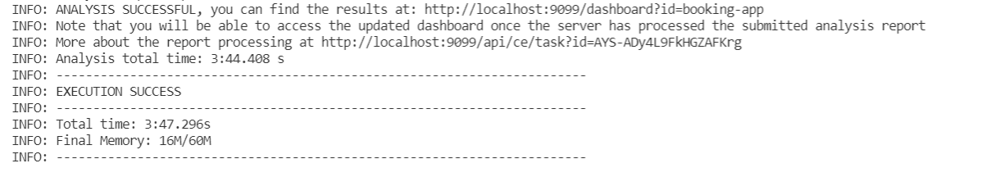 INFO: ANALYSIS SUCCESSFUL, you can find the results at: http://localhost:9099/dashboard?id=booking-app
INFO: Note that you will be able to access the updated dashboard once the server has processed the submitted analysis report
INFO: More about the report processing at http://localhost:9099/api/ce/task?id=AYS-ADy4L9FkHGZAFKrg
INFO: Analysis total time: 3:44.408 s
INFO: ------------------------------------------------------------------------
INFO: EXECUTION SUCCESS
INFO: ------------------------------------------------------------------------
INFO: Total time: 3:47.296s
INFO: Final Memory: 16M/60M
INFO: ------------------------------------------------------------------------